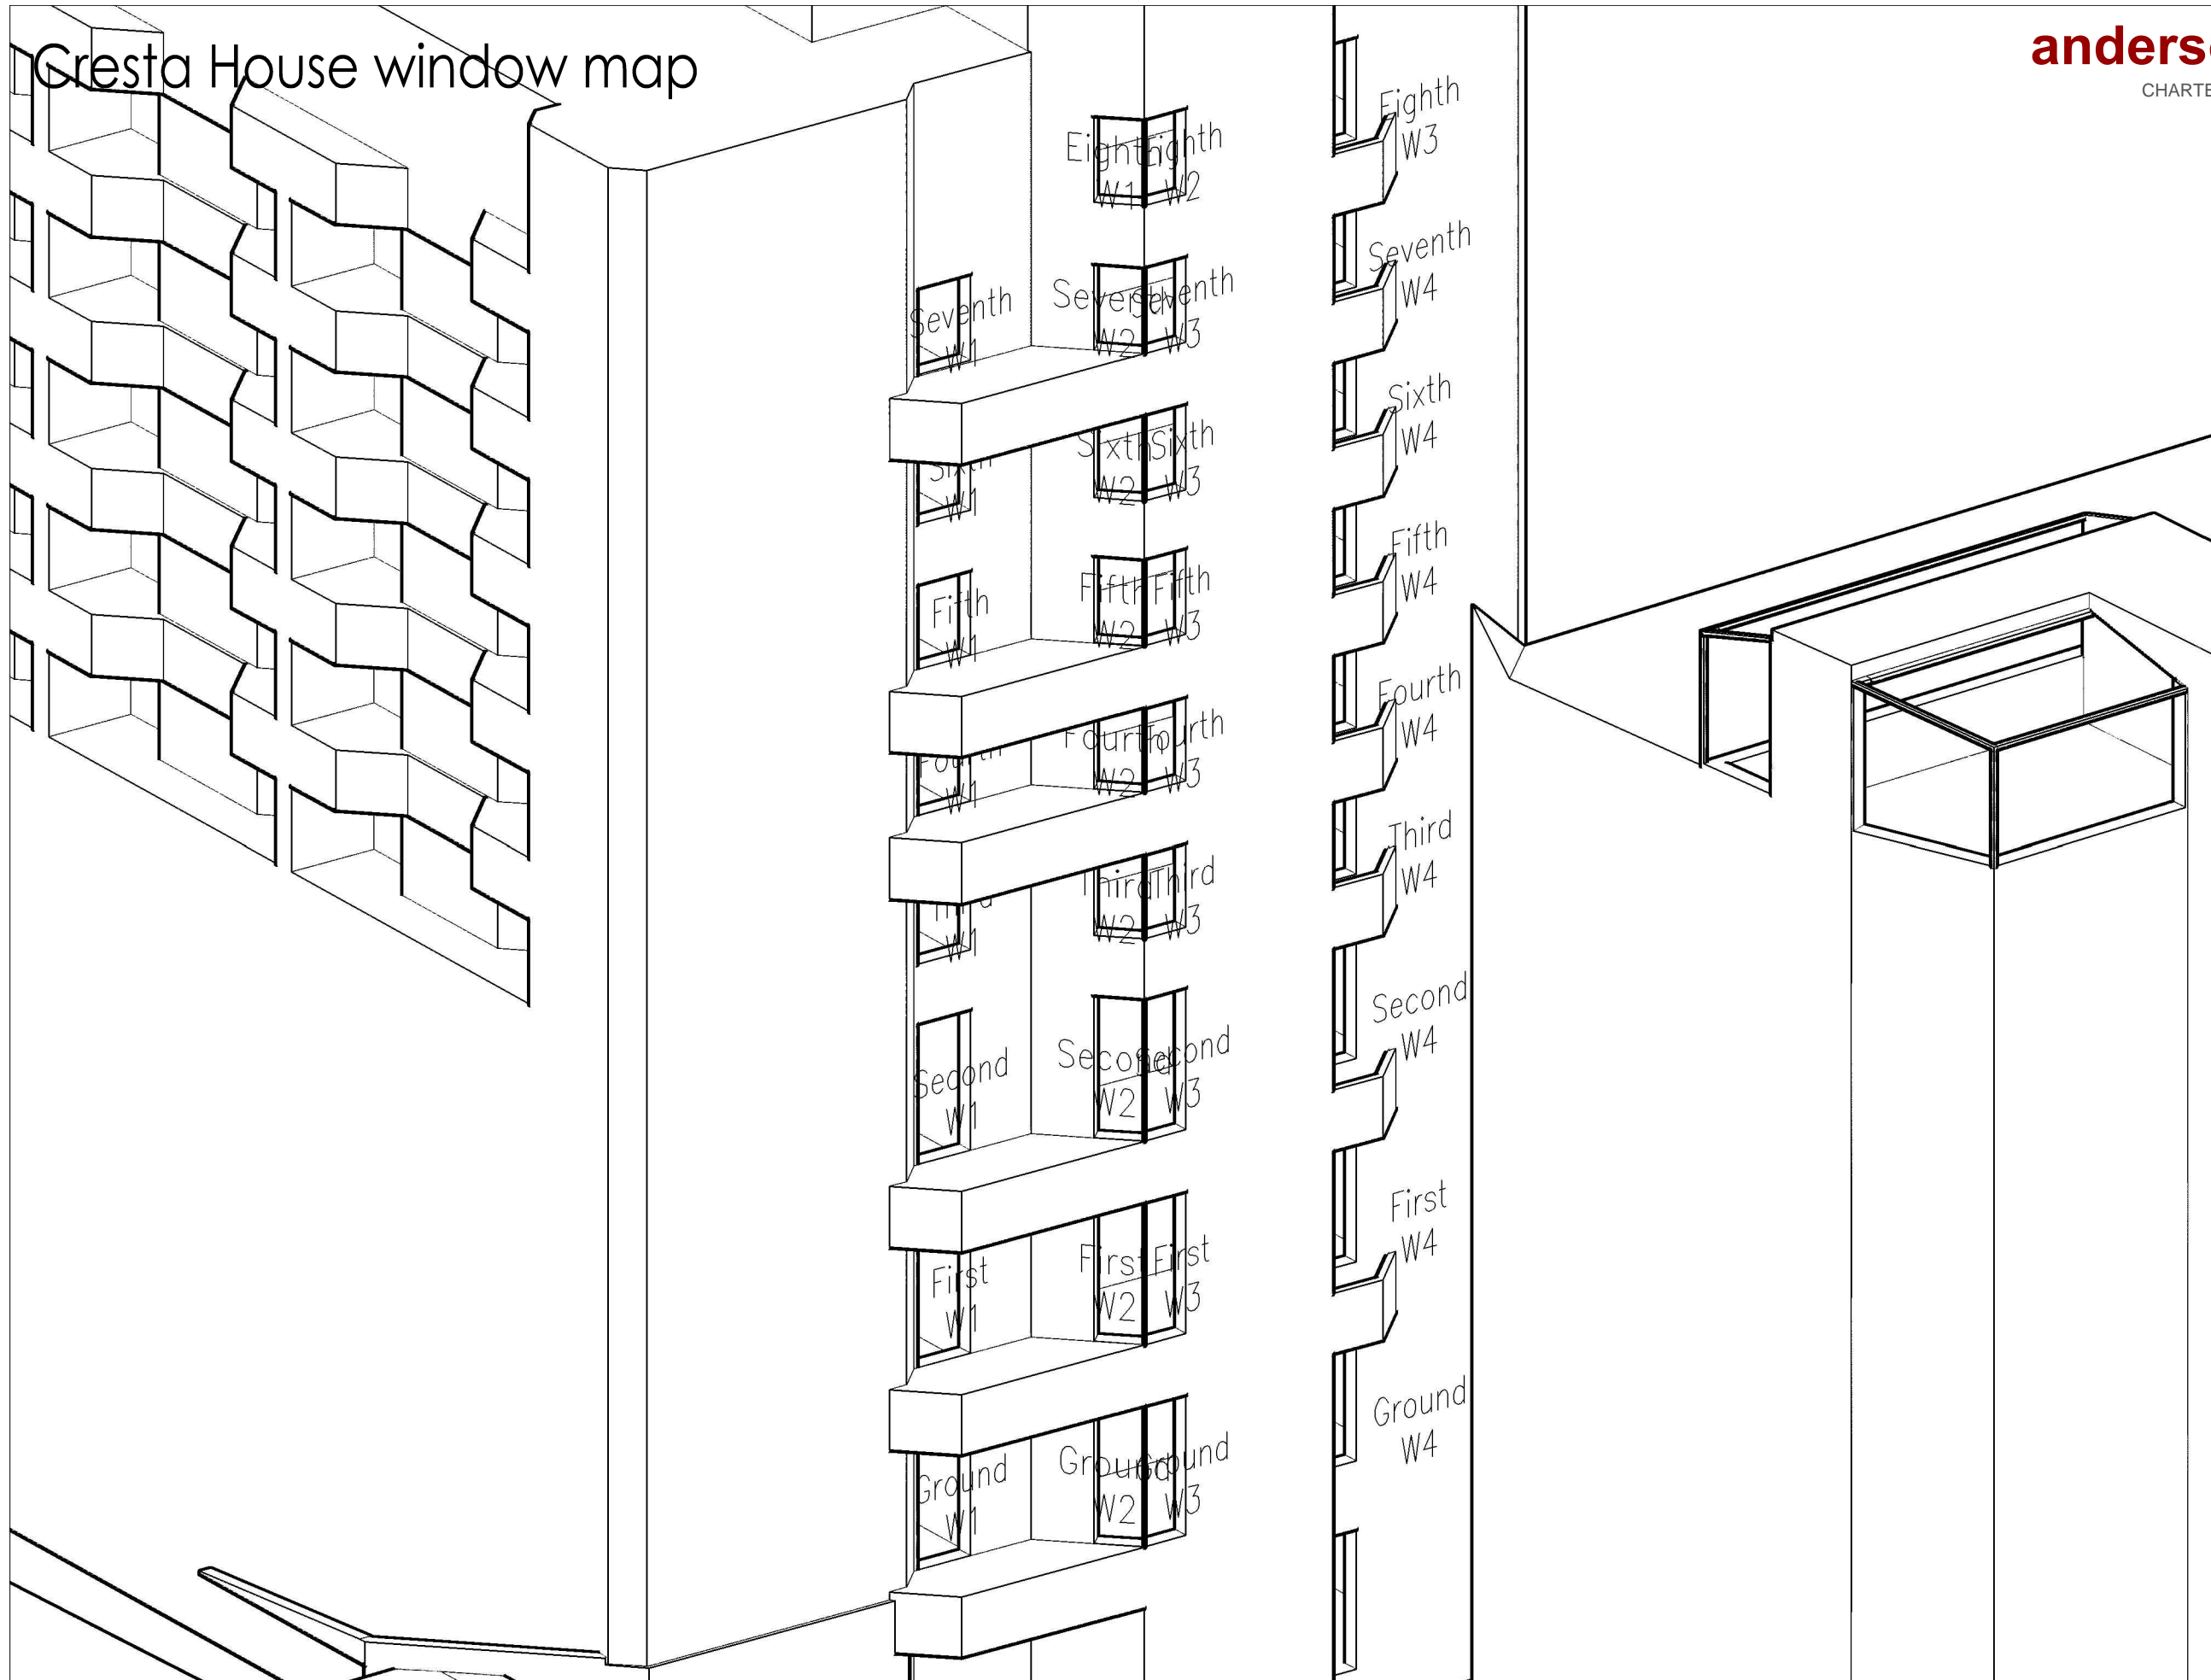 Cresta House window map
anderso
CHARTE
Eighth
W1
Eighth
W2
Eighth
W3
Seventh
W1
Seventh
W2
Seventh
W3
Seventh
W4
Sixth
W1
Sixth
W2
Sixth
W3
Sixth
W4
Fifth
W1
Fifth
W2
Fifth
W3
Fifth
W4
Fourth
W1
Fourth
W2
Fourth
W3
Fourth
W4
Third
W1
Third
W2
Third
W3
Third
W4
Second
W1
Second
W2
Second
W3
Second
W4
First
W1
First
W2
First
W3
First
W4
Ground
W1
Ground
W2
Ground
W3
Ground
W4